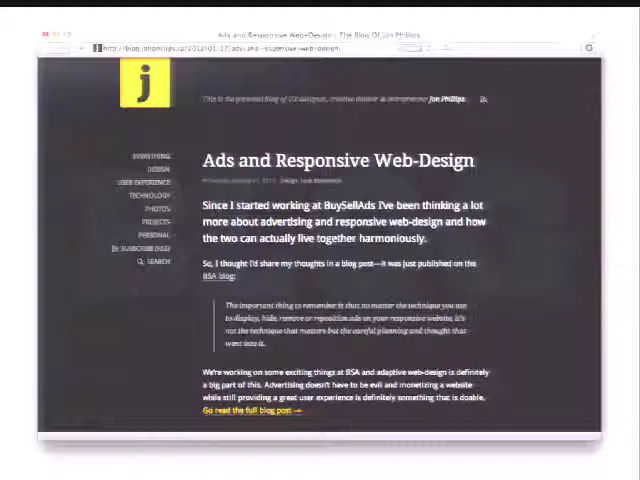 Ads and Responsive Web-Design | The Blog Of Jon Phillips
j
This is the personal blog of UI designer, creative director & entrepreneur Jon Phillips.
EVERYTHING
DESIGN
USER EXPERIENCE
TECHNOLOGY
PHOTOS
PROJECTS
PERSONAL
SUBSCRIBE (RSS)
SEARCH
Ads and Responsive Web-Design
Since I started working at BuySellAds I've been thinking a lot
more about advertising and responsive web-design and how
the two can actually live together harmoniously.
So, I thought I'd share my thoughts in a blog post—it was just published on the
BSA blog:
The important thing to remember is that no matter the technique you use
to display, hide, remove or reposition ads on your responsive website, it's
not the technique that matters but the careful planning and thought that
went into it.
We're working on some exciting things at BSA and adaptive web-design is definitely
a big part of this. Advertising doesn't have to be evil and monetizing a website
while still providing a great user experience is definitely something that is doable.
Go read the full blog post →